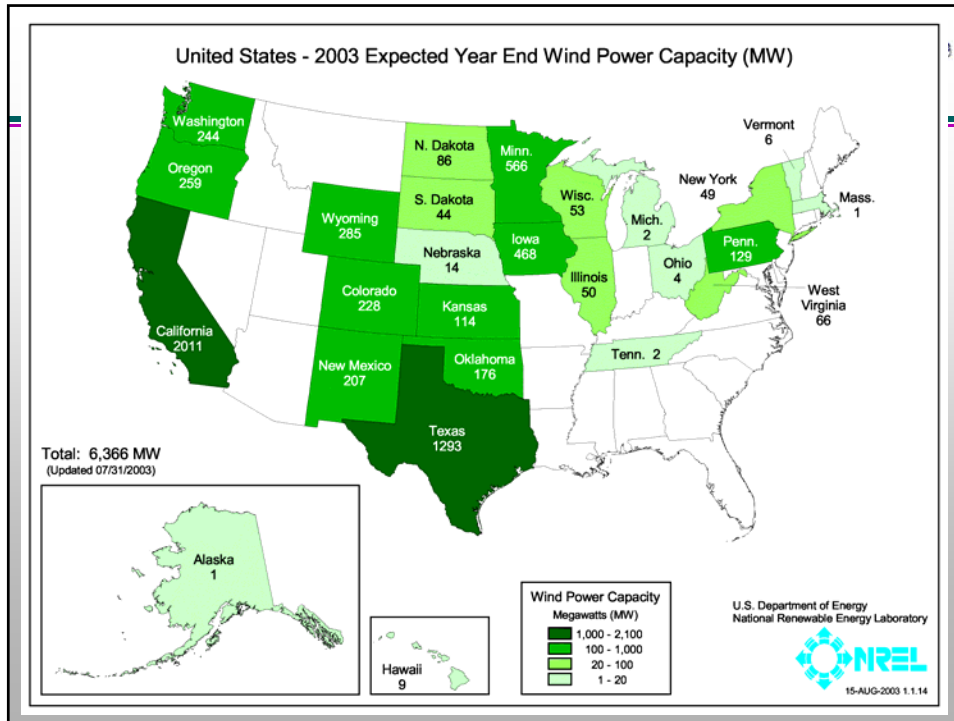 United States - 2003 Expected Year End Wind Power Capacity (MW)
Washington
244
Oregon
259
California
2011
Wyoming
285
Colorado
228
New Mexico
207
N. Dakota
86
S. Dakota
44
Nebraska
14
Kansas
114
Oklahoma
176
Texas
1293
Minn.
566
Iowa
468
Wisc.
53
Illinois
50
Mich.
2
Ohio
4
Tenn. 2
Vermont
6
New York
49
Mass.
1
Penn.
129
West
Virginia
66
Total: 6,366 MW
(Updated 07/31/2003)
Alaska
1
Hawaii
9
Wind Power Capacity
Megawatts (MW)
1,000 - 2,100
100 - 1,000
20 - 100
1 - 20
U.S. Department of Energy
National Renewable Energy Laboratory
NREL
15-AUG-2003 1.1.14